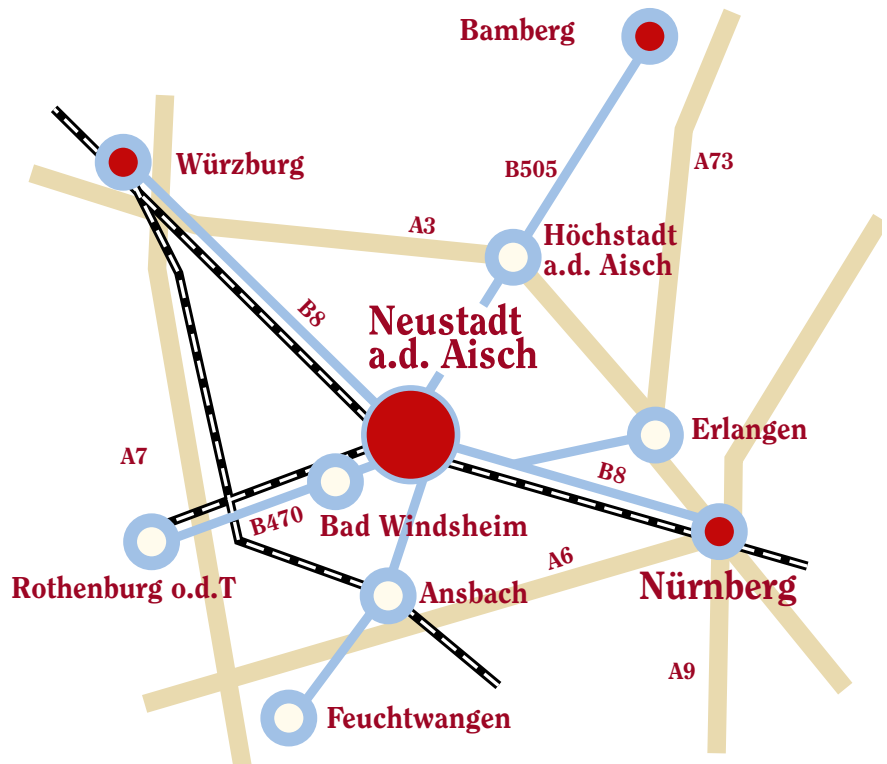 Bamberg
Würzburg
B505
A73
A3
Höchstadt
a.d. Aisch
B8
Neustadt
a.d. Aisch
Erlangen
A7
B8
B470
Bad Windsheim
A6
Rothenburg o.d.T
Ansbach
Nürnberg
A9
Feuchtwangen